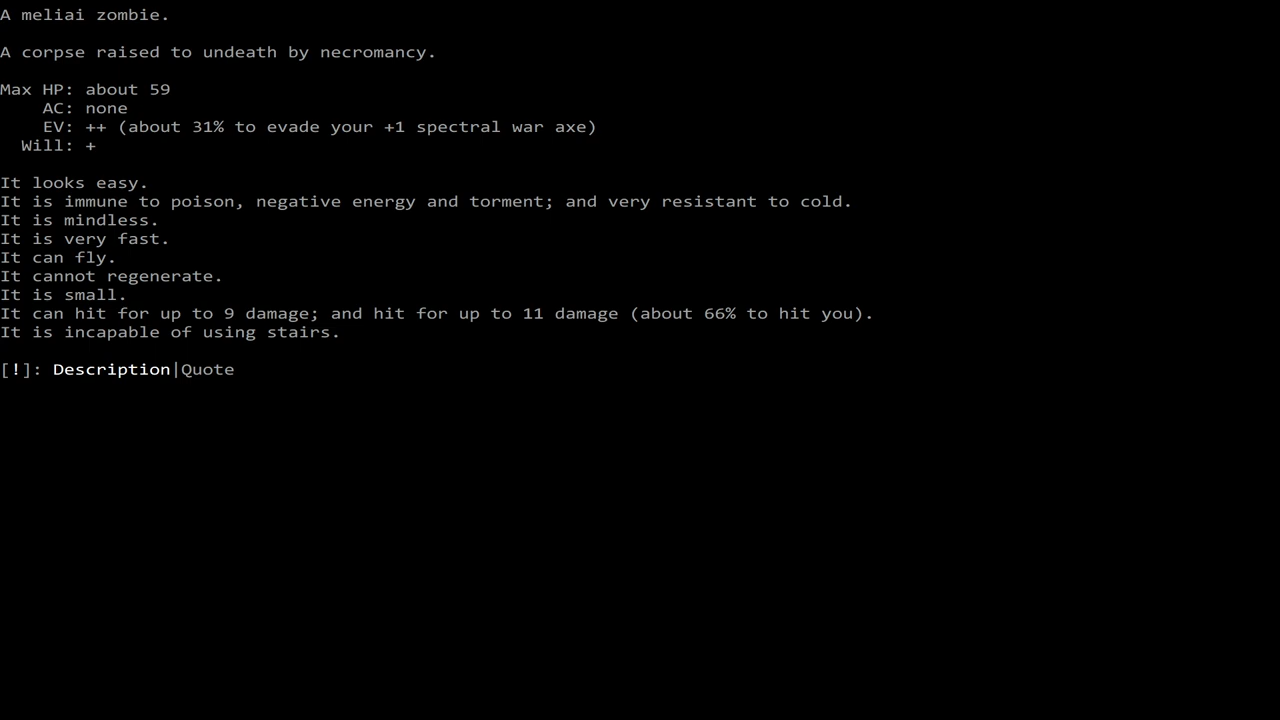 A meliai zombie.
A corpse raised to undeath by necromancy.
Max HP: about 59
AC: none
EV: ++ (about 31% to evade your +1 spectral war axe)
Will: +
It looks easy.
It is immune to poison, negative energy and torment; and very resistant to cold.
It is mindless.
It is very fast.
It can fly.
It cannot regenerate.
It is small.
It can hit for up to 9 damage; and hit for up to 11 damage (about 66% to hit you).
It is incapable of using stairs.
[!]: Description|Quote